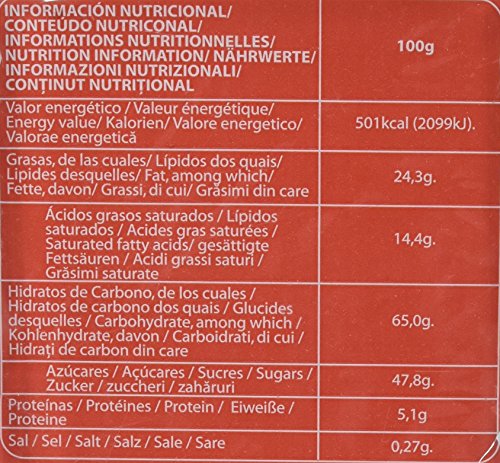 INFORMACIÓN NUTRICIONAL/
CONTEÚDO NUTRICONAL/
INFORMATIONS NUTRITIONNELLES/
NUTRITION INFORMATION/ NÄHRWERTE/
INFORMAZIONI NUTRIZIONALI/
CONȚINUT NUTRIȚIONAL
100g
Valor energético / Valeur énergétique/
Energy value/ Kalorien/ Valore energetico/
Valorae energetică
501kcal (2099kJ).
Grasas, de las cuales/ Lípidos dos quais/
Lipides desquelles/ Fat, among which/
Fette, davon/ Grassi, di cui/ Grăsimi din care
24,3g.
Ácidos grasos saturados / Lípidos
saturados / Acides gras saturées /
Saturated fatty acids/ gesättigte
Fettsäuren / Acidi grassi saturi /
Grăsimi saturate
14,4g.
Hidratos de Carbono, de los cuales /
Hidratos de carbono dos quais / Glucides
desquelles / Carbohydrate, among which /
Kohlenhydrate, davon / Carboidrati, di cui /
Hidrați de carbon din care
65,0g.
Azúcares / Açúcares / Sucres / Sugars /
Zucker / zuccheri / zahăruri
47,8g.
Proteínas / Protéines / Protein / Eiweiße /
Proteine
5,1g
Sal / Sel / Salt / Salz / Sale / Sare
0,27g.